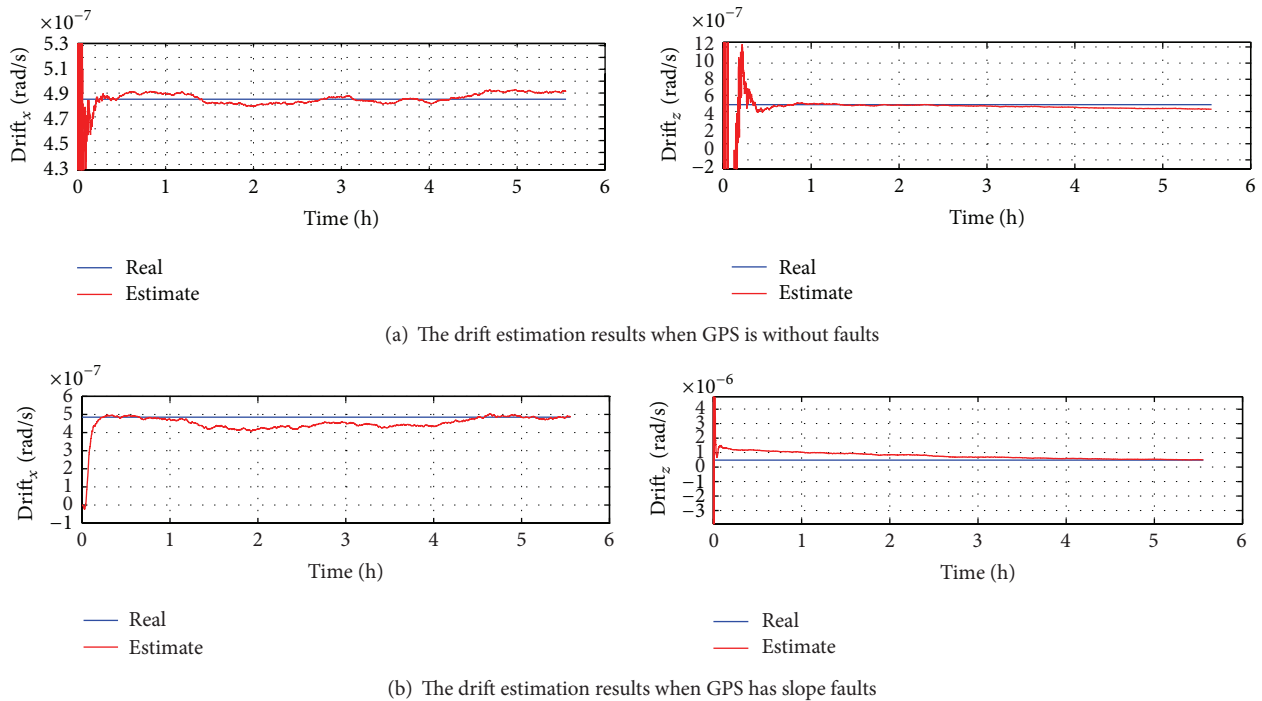 ×10⁻⁷
5.3
5.1
4.9
4.7
4.5
4.3
Drift_x (rad/s)
0 1 2 3 4 5 6
Time (h)
Real
Estimate
×10⁻⁷
12
10
8
6
4
2
0
−2
Drift_z (rad/s)
0 1 2 3 4 5 6
Time (h)
Real
Estimate
(a) The drift estimation results when GPS is without faults
×10⁻⁷
6
5
4
3
2
1
0
−1
Drift_x (rad/s)
0 1 2 3 4 5 6
Time (h)
Real
Estimate
×10⁻⁶
4
3
2
1
0
−1
−2
−3
Drift_z (rad/s)
0 1 2 3 4 5 6
Time (h)
Real
Estimate
(b) The drift estimation results when GPS has slope faults